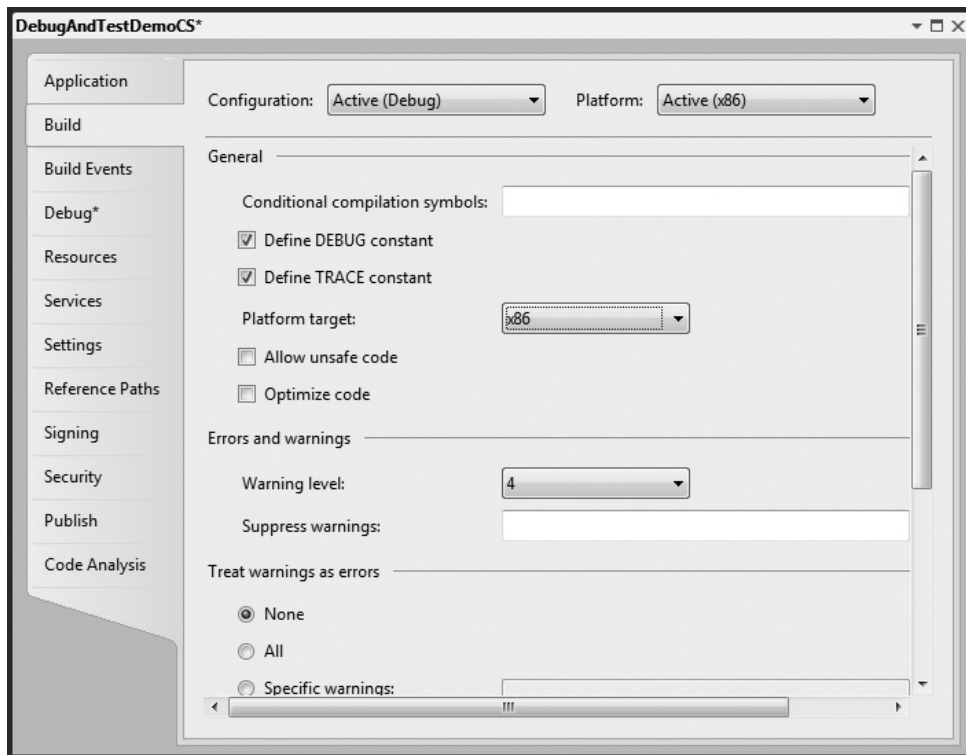 DebugAndTestDemoCS*
Application
Build
Build Events
Debug*
Resources
Services
Settings
Reference Paths
Signing
Security
Publish
Code Analysis
Configuration: Active (Debug) Platform: Active (x86)
General
Conditional compilation symbols:
Define DEBUG constant
Define TRACE constant
Platform target: x86
Allow unsafe code
Optimize code
Errors and warnings
Warning level: 4
Suppress warnings:
Treat warnings as errors
None
All
Specific warnings: